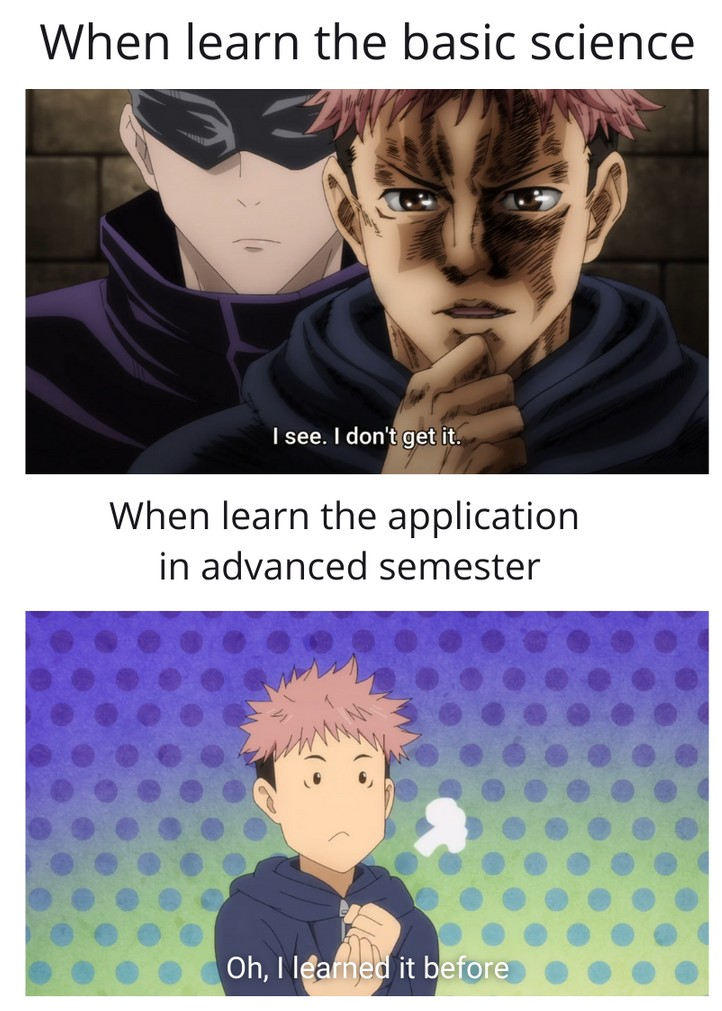 When learn the basic science
I see. I don't get it.
When learn the application
in advanced semester
Oh, I learned it before